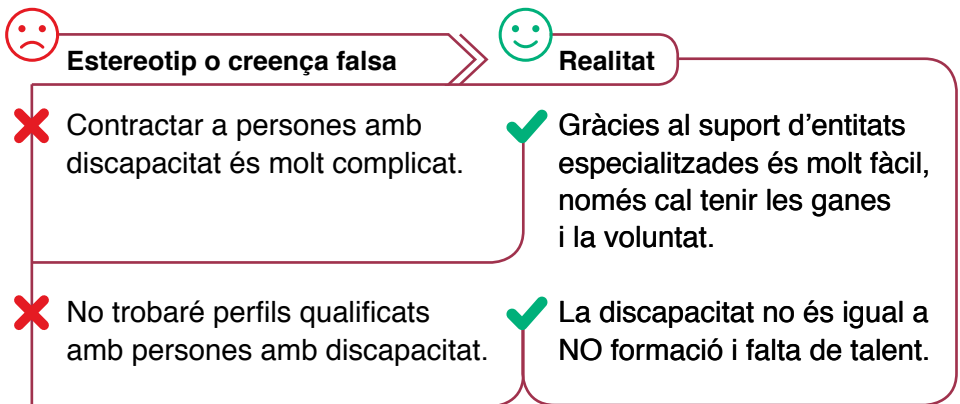 Estereotip o creença falsa
Realitat
Contractar a persones amb
discapacitat és molt complicat.
Gràcies al suport d’entitats
especialitzades és molt fàcil,
només cal tenir les ganes
i la voluntat.
No trobaré perfils qualificats
amb persones amb discapacitat.
La discapacitat no és igual a
NO formació i falta de talent.